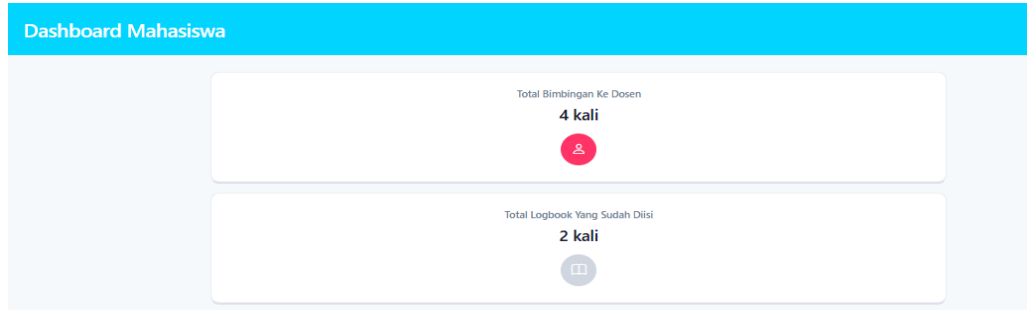 Dashboard Mahasiswa
Total Bimbingan Ke Dosen
4 kali
Total Logbook Yang Sudah Diisi
2 kali